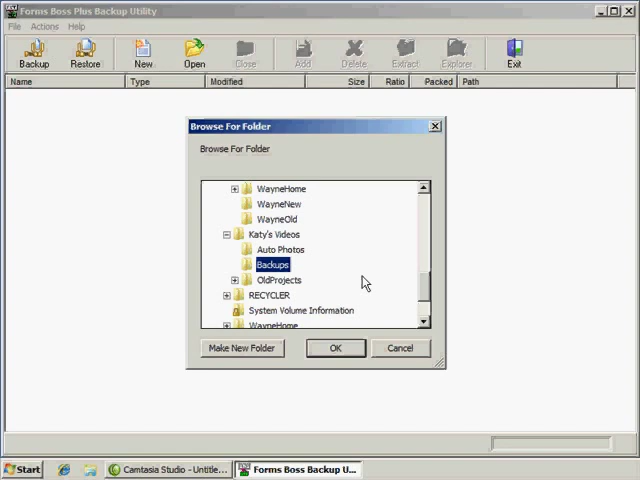 Forms Boss Plus Backup Utility
File Actions Help
Backup Restore New Open Close Add Delete Extract Explorer Exit
Name Type Modified Size Ratio Packed Path
Browse For Folder
Browse For Folder
WayneHome
WayneNew
WayneOld
Katy's Videos
Auto Photos
Backups
OldProjects
RECYCLER
System Volume Information
WayneHome
Make New Folder OK Cancel
Start Camtasia Studio - Untitle... Forms Boss Backup U...